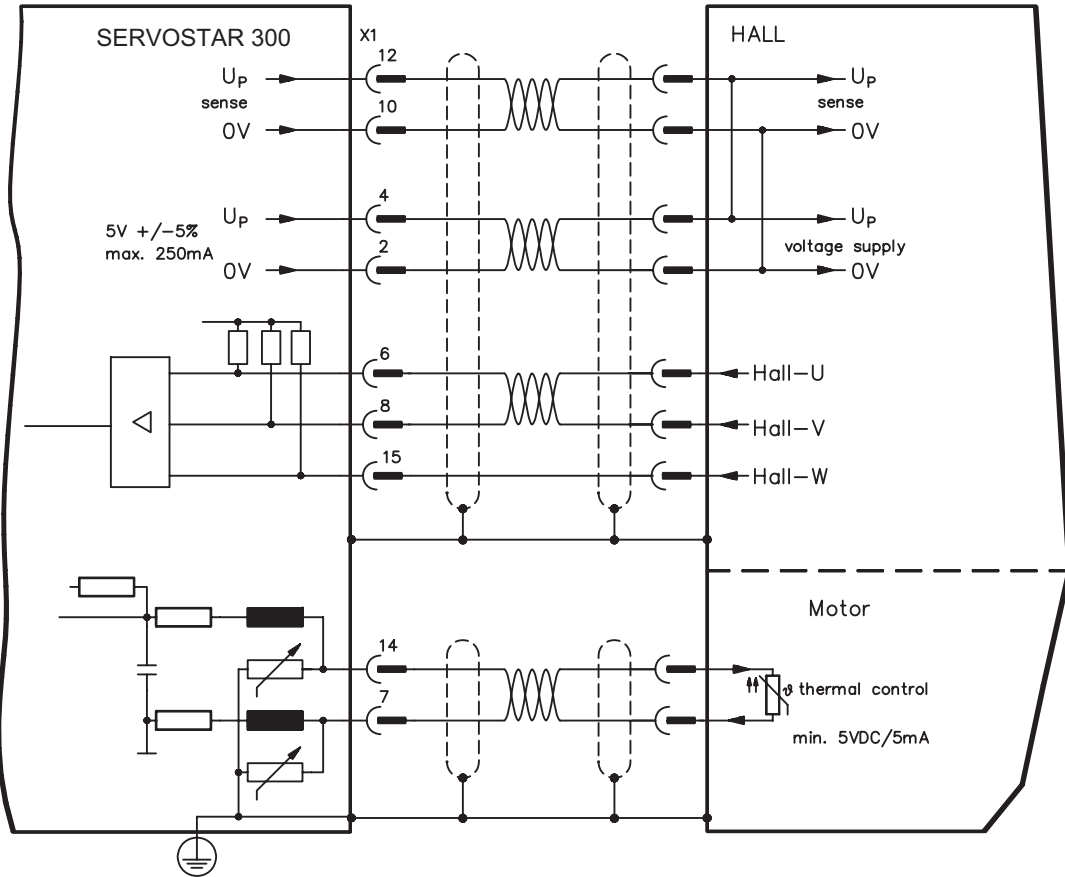 SERVOSTAR 300
X1
HALL
12
U_P
U_P
sense
sense
10
0V
0V
4
U_P
U_P
5V +/-5%
max. 250mA
voltage supply
2
0V
0V
6
Hall-U
8
Hall-V
15
Hall-W
Motor
14
ϑ thermal control
7
min. 5VDC/5mA